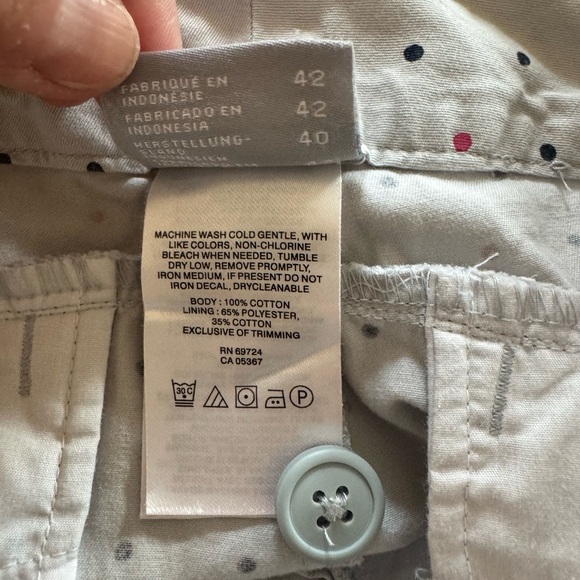 FABRIQUÉ EN 42
INDONÉSIE
FABRICADO EN 42
INDONESIA
HERSTELLUNG- 40
MACHINE WASH COLD GENTLE, WITH
LIKE COLORS, NON-CHLORINE
BLEACH WHEN NEEDED, TUMBLE
DRY LOW, REMOVE PROMPTLY,
IRON MEDIUM, IF PRESENT DO NOT
IRON DECAL, DRYCLEANABLE
BODY : 100% COTTON
LINING : 65% POLYESTER,
35% COTTON
EXCLUSIVE OF TRIMMING
RN 69724
CA 05367
30 C P